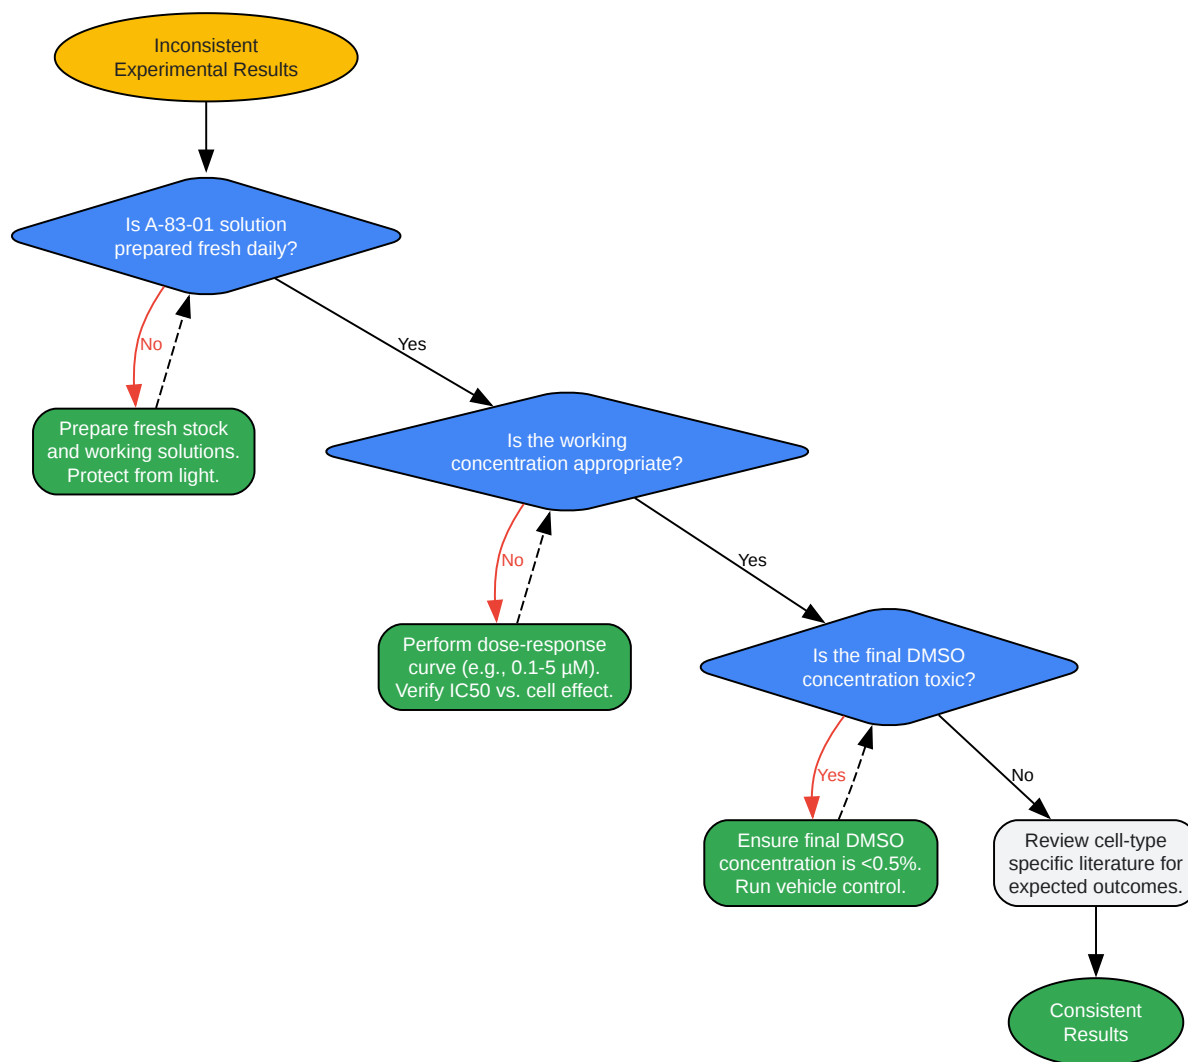 Inconsistent
Experimental Results
Is A-83-01 solution
prepared fresh daily?
No
Yes
Prepare fresh stock
and working solutions.
Protect from light.
Is the working
concentration appropriate?
No
Yes
Perform dose-response
curve (e.g., 0.1-5 µM).
Verify IC50 vs. cell effect.
Is the final DMSO
concentration toxic?
Yes
No
Ensure final DMSO
concentration is <0.5%.
Run vehicle control.
Review cell-type
specific literature for
expected outcomes.
Consistent
Results